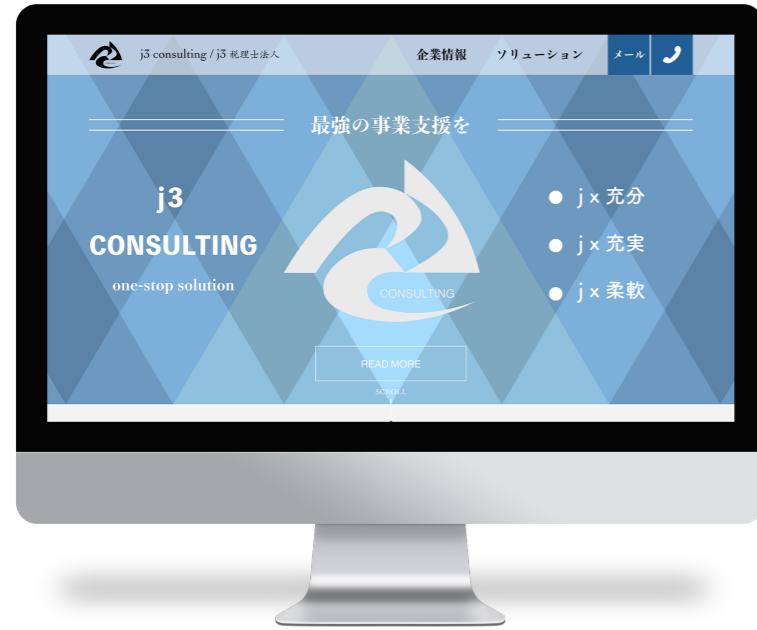 j3 consulting / j3 税理士法人
企業情報
ソリューション
メール
最強の事業支援を
j3
CONSULTING
one-stop solution
CONSULTING
● j x 充分
● j x 充実
● j x 柔軟
READ MORE
SCROLL